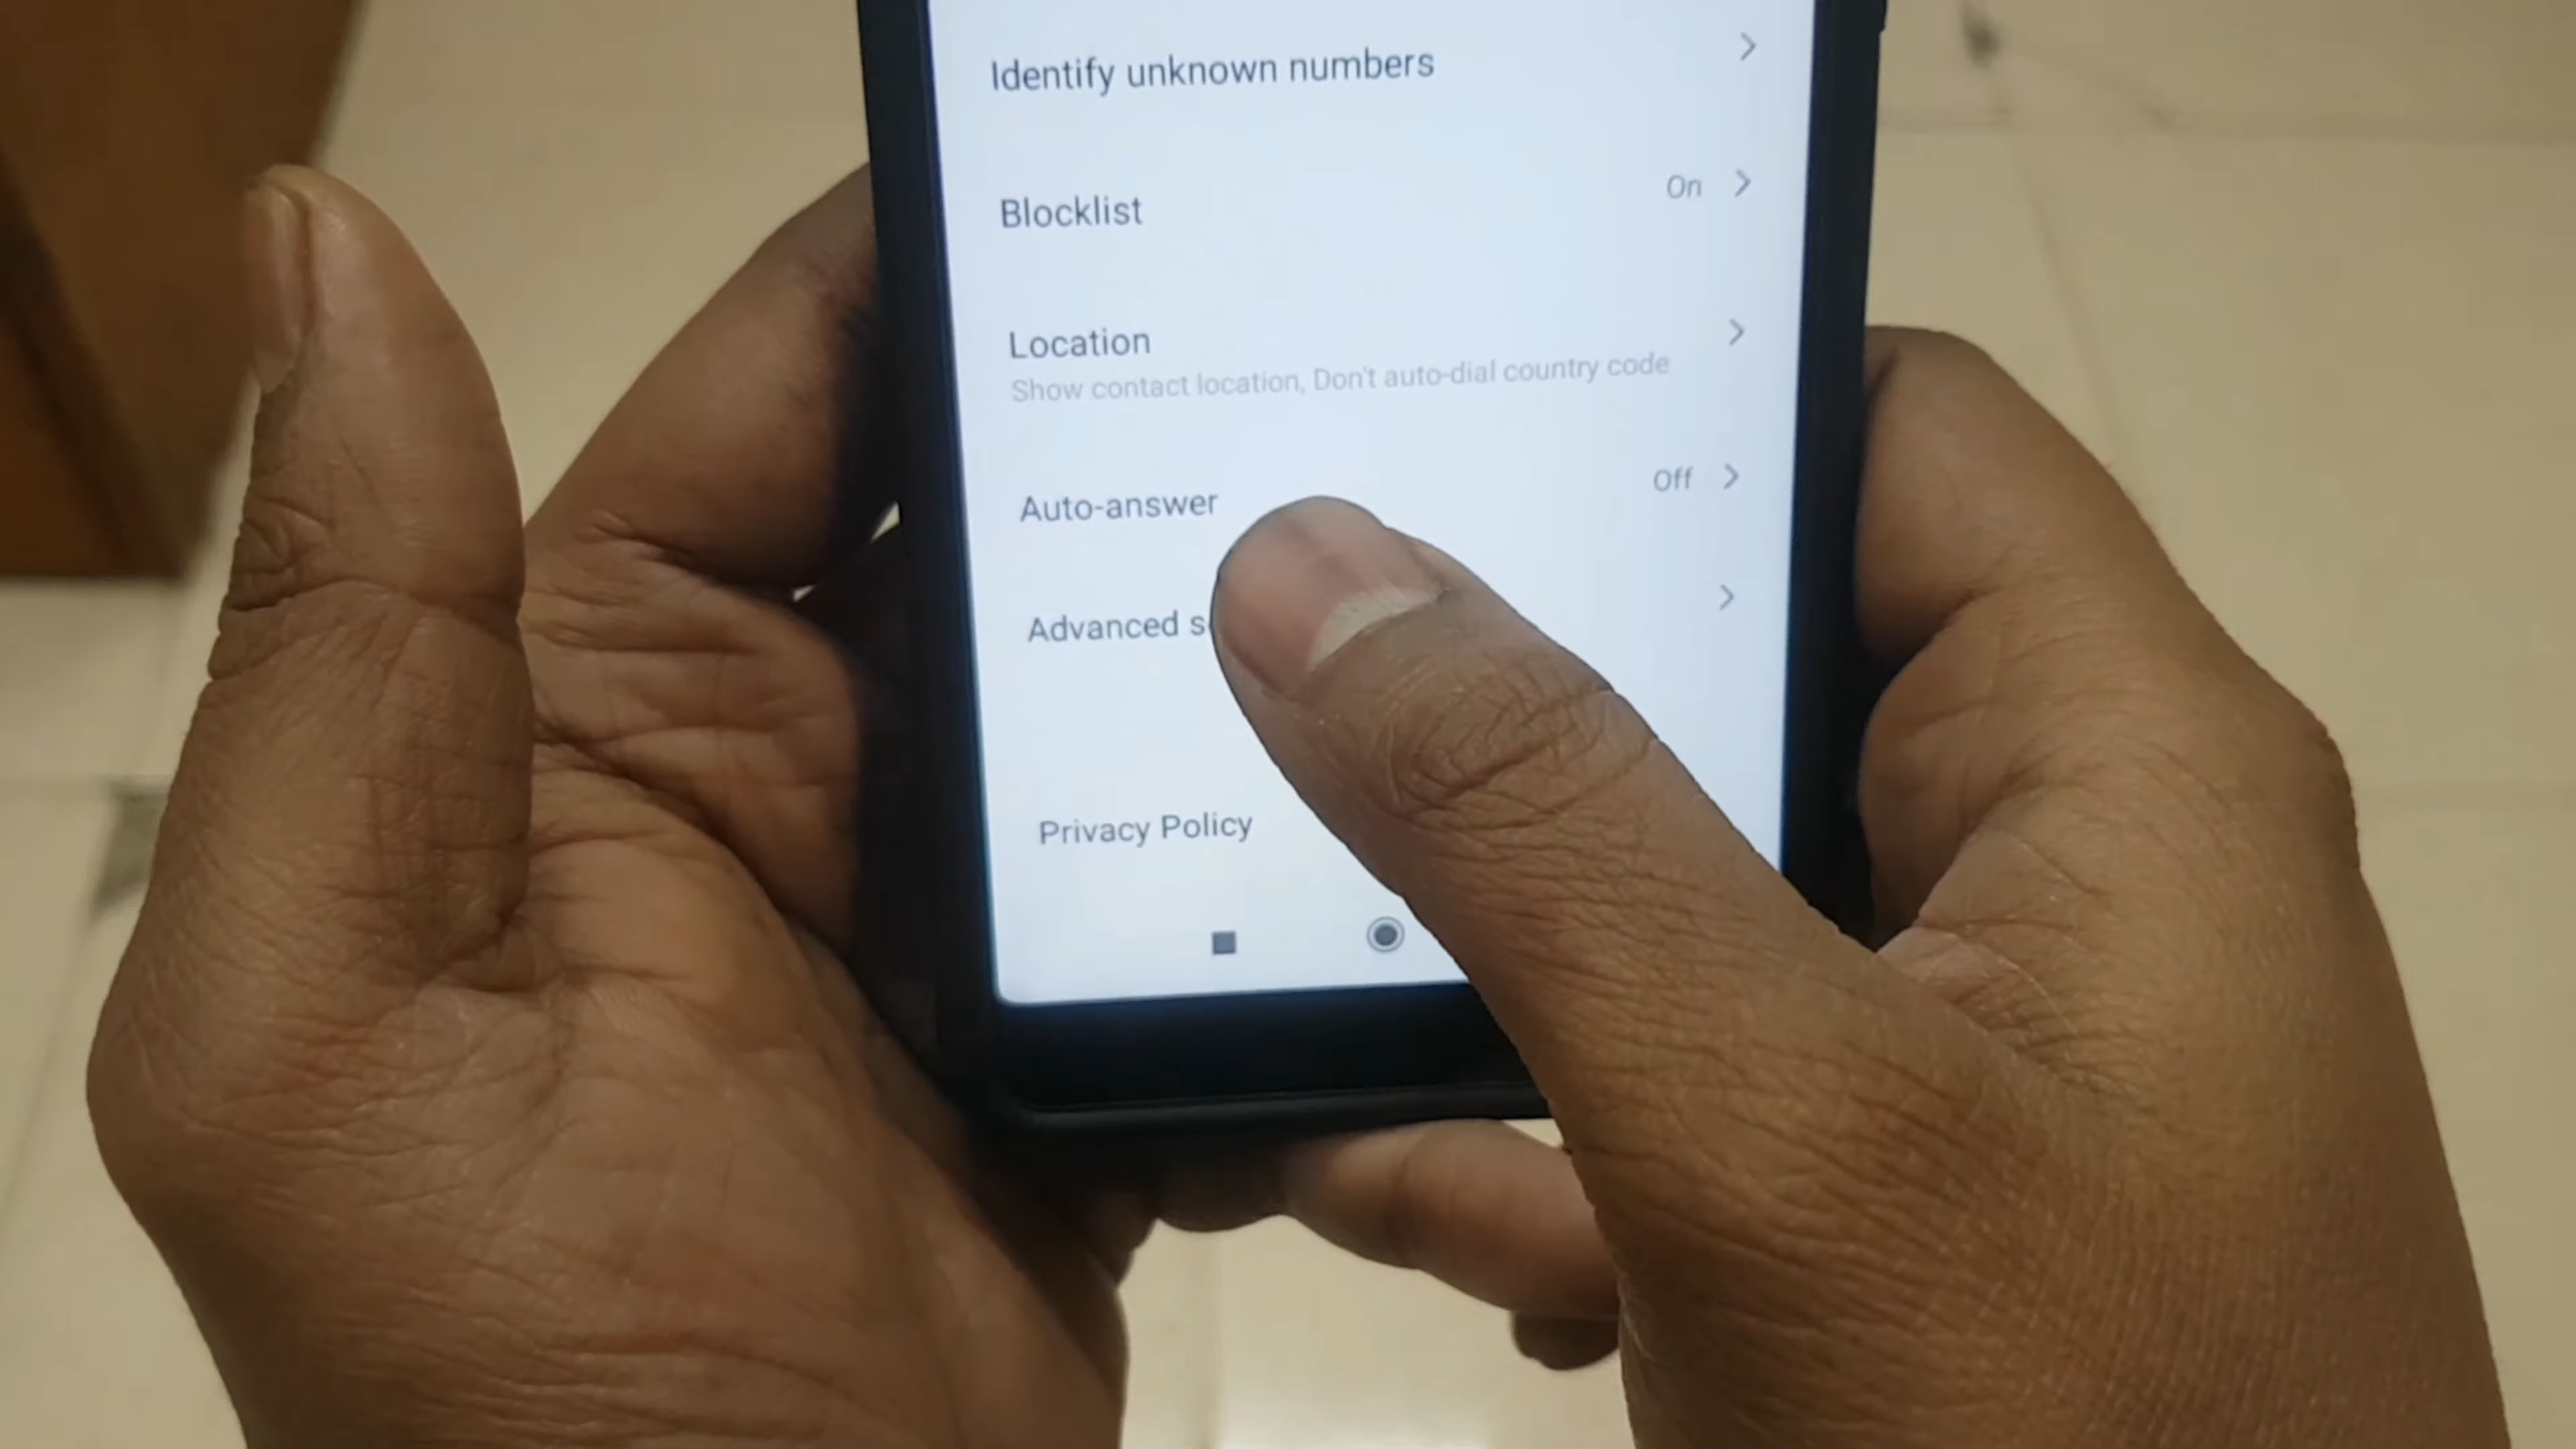 Identify unknown numbers
Blocklist On
Location
Show contact location, Don't auto-dial country code
Auto-answer Off
Advanced
Privacy Policy